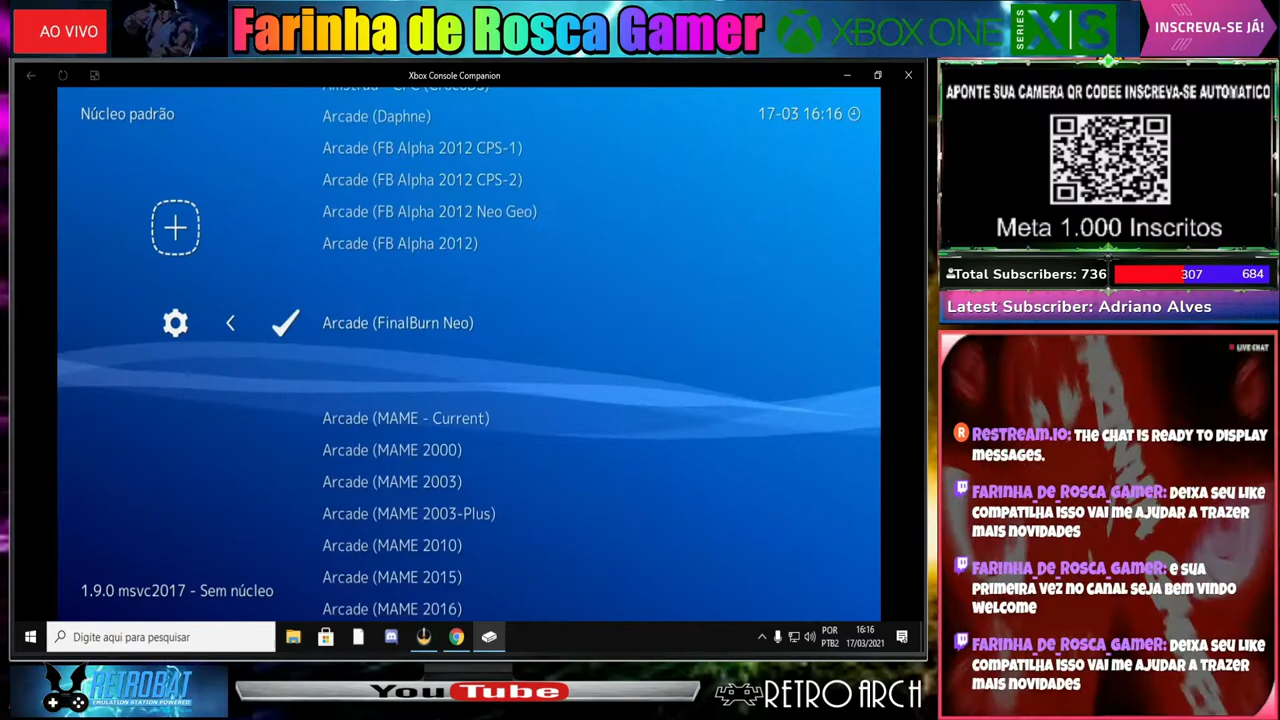 AO VIVO
Farinha de Rosca Gamer
XBOX ONE
SERIES X|S
INSCREVA-SE JÁ!
Xbox Console Companion
Núcleo padrão
17-03 16:16
Arcade (Daphne)
Arcade (FB Alpha 2012 CPS-1)
Arcade (FB Alpha 2012 CPS-2)
Arcade (FB Alpha 2012 Neo Geo)
Arcade (FB Alpha 2012)
Arcade (FinalBurn Neo)
Arcade (MAME - Current)
Arcade (MAME 2000)
Arcade (MAME 2003)
Arcade (MAME 2003-Plus)
Arcade (MAME 2010)
Arcade (MAME 2015)
Arcade (MAME 2016)
1.9.0 msvc2017 - Sem núcleo
Digite aqui para pesquisar
POR
PTB2
16:16
17/03/2021
APONTE SUA CAMERA QR CODEE INSCREVA-SE AUTOMATICO
Meta 1.000 Inscritos
Total Subscribers: 736
307
684
Latest Subscriber: Adriano Alves
LIVE CHAT
Restream.io: The chat is ready to display
messages.
Farinha_de_Rosca_Gamer: deixa seu like
compatilha isso vai me ajudar a trazer
mais novidades
Farinha_de_Rosca_Gamer: e sua
primeira vez no canal seja bem vindo
welcome
Farinha_de_Rosca_Gamer: deixa seu like
compatilha isso vai me ajudar a trazer
mais novidades
RETROBAT
EMULATION STATION POWERED
YouTube
RETRO ARCH